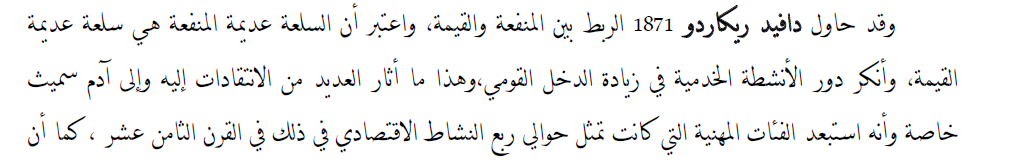 وقد حاول دافيد ريكاردو 1871 الربط بين المنفعة والقيمة، واعتبر أن السلعة عديمة المنفعة هي سلعة عديمة
القيمة، وأنكر دور الأنشطة الخدمية في زيادة الدخل القومي،وهذا ما أثار العديد من الانتقادات إليه وإلى آدم سميث
خاصة وأنه استبعد الفئات المهنية التي كانت تمثل حوالي ربع النشاط الاقتصادي في ذلك في القرن الثامن عشر ، كما أن